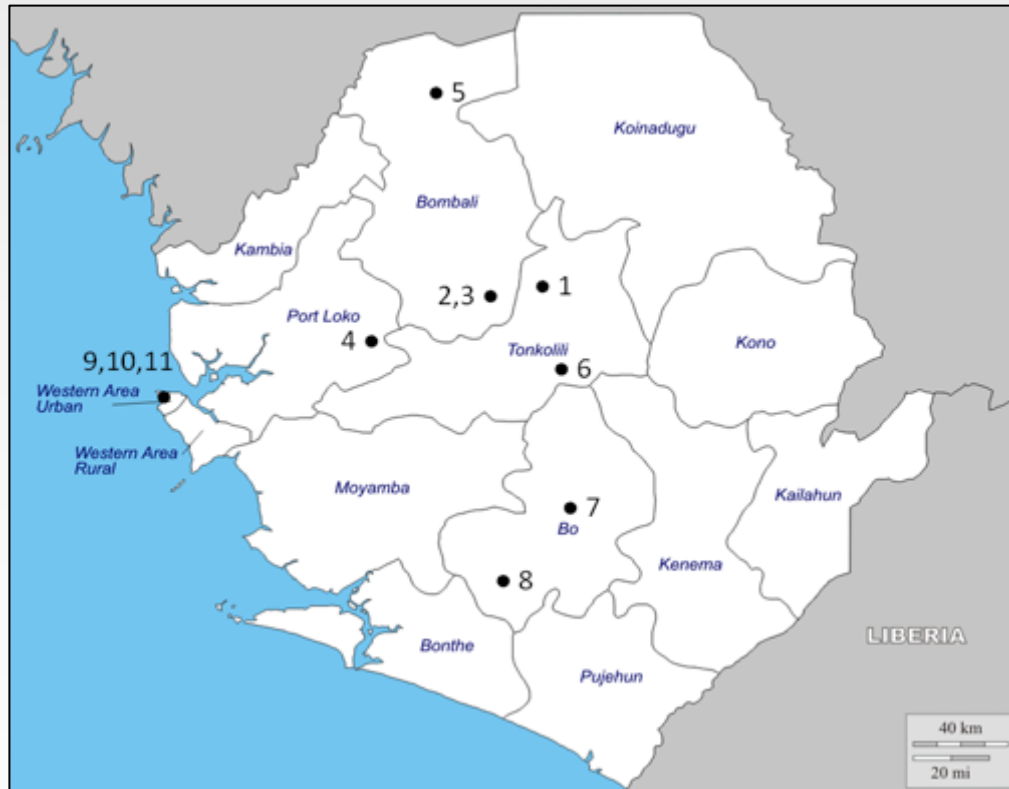 5
Koinadugu
Bombali
Kambia
2,3
1
Port Loko
4
Tonkolili
Kono
6
9,10,11
Western Area
Urban
Western Area
Rural
Moyamba
Kailahun
7
Bo
Kenema
8
Bonthe
LIBERIA
Pujehun
40 km
20 mi